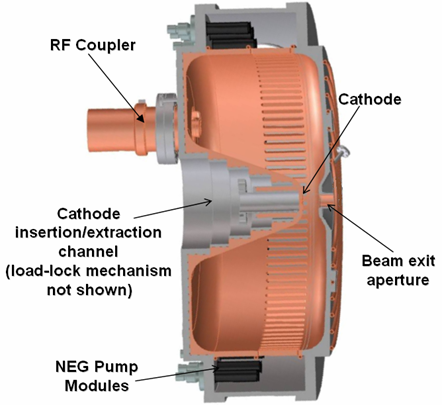 RF Coupler
Cathode
Cathode
insertion/extraction
channel
(load-lock mechanism
not shown)
Beam exit
aperture
NEG Pump
Modules